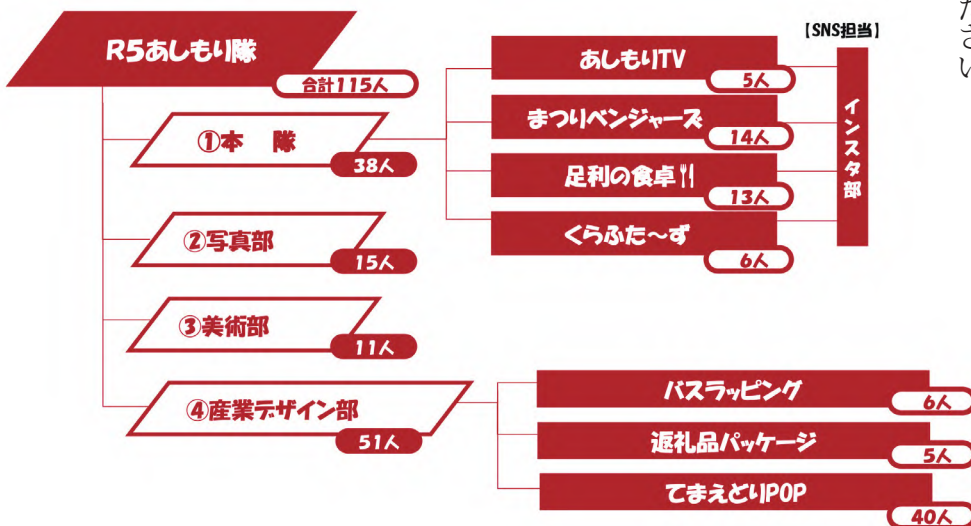 R5あしもり隊
合計115人
①本　隊
38人
②写真部
15人
③美術部
11人
④産業デザイン部
51人
あしもりTV
5人
まつりベンジャーズ
14人
足利の食卓
13人
くらふた～ず
6人
【SNS担当】
インスタ部
バスラッピング
6人
返礼品パッケージ
5人
てまえどりPOP
40人
ださい